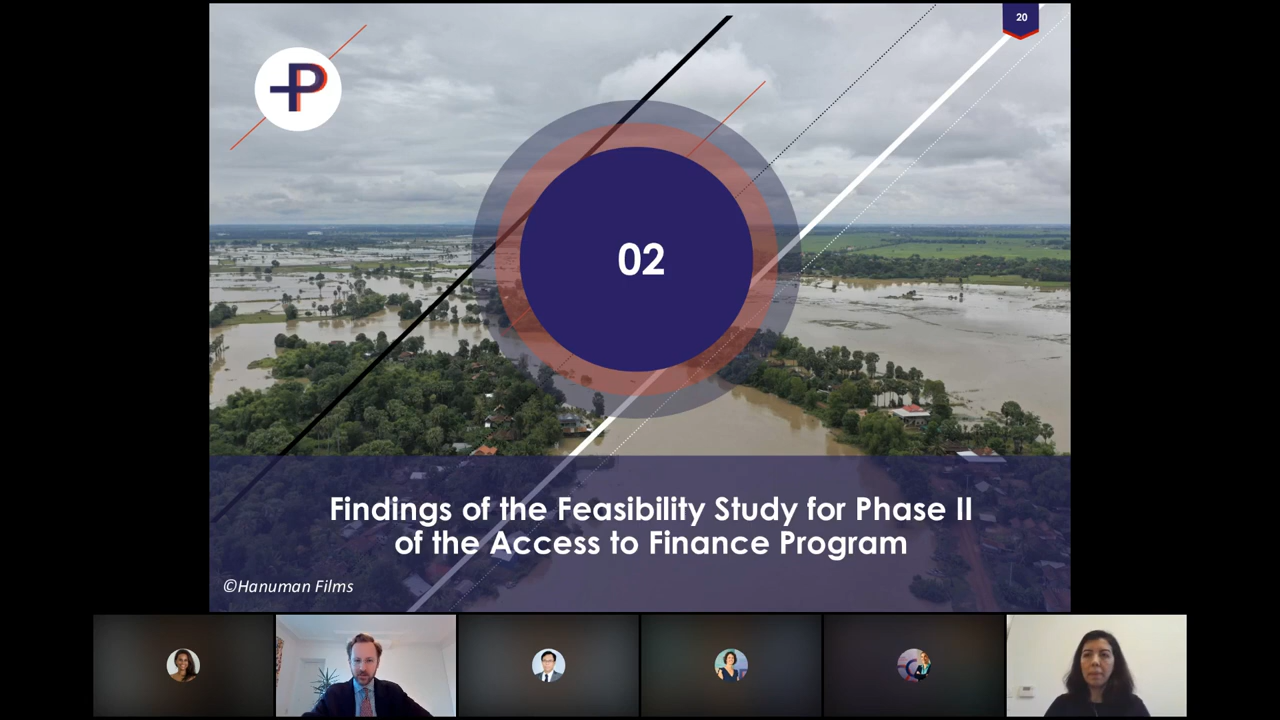 20
P
02
Findings of the Feasibility Study for Phase II
of the Access to Finance Program
©Hanuman Films